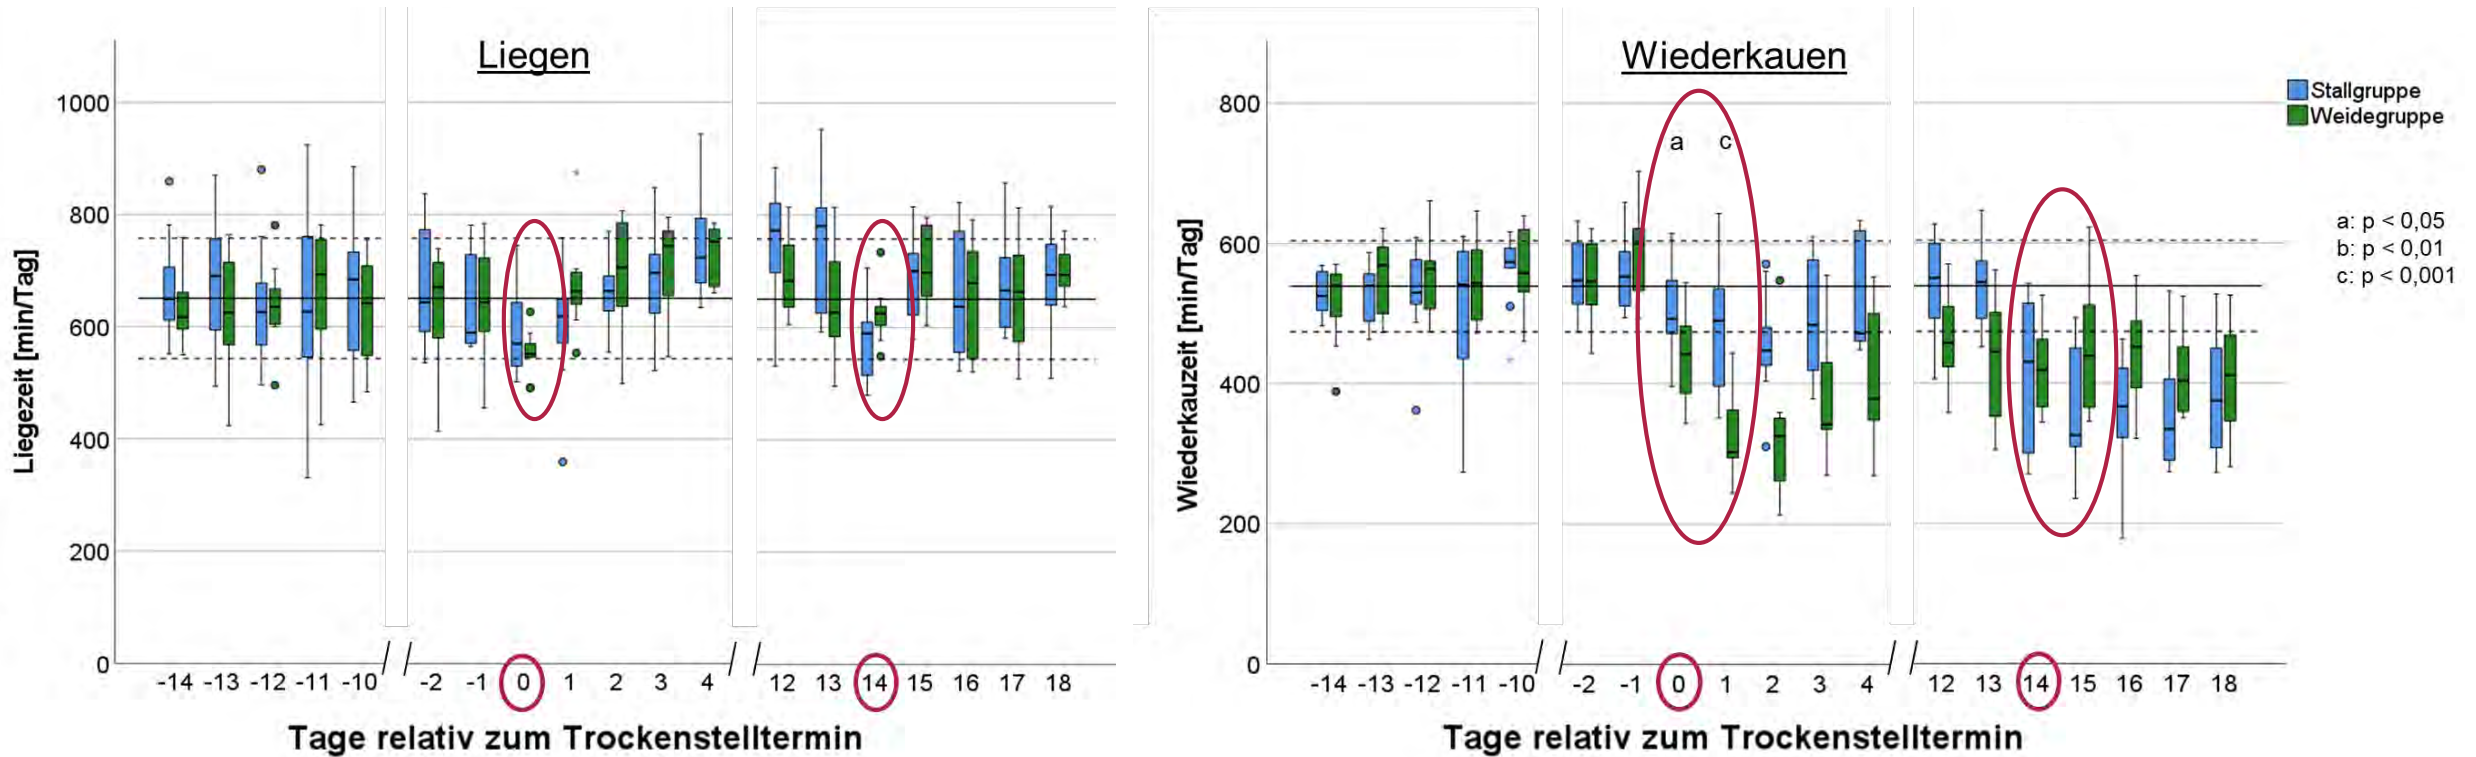 Liegen
1000
800
600
400
200
0
Liegezeit [min/Tag]
-14 -13 -12 -11 -10 -2 -1 0 1 2 3 4 12 13 14 15 16 17 18
Tage relativ zum Trockenstelltermin
Wiederkauen
800
600
400
200
0
Wiederkauzeit [min/Tag]
a c
-14 -13 -12 -11 -10 -2 -1 0 1 2 3 4 12 13 14 15 16 17 18
Tage relativ zum Trockenstelltermin
Stallgruppe
Weidegruppe
a: p < 0,05
b: p < 0,01
c: p < 0,001